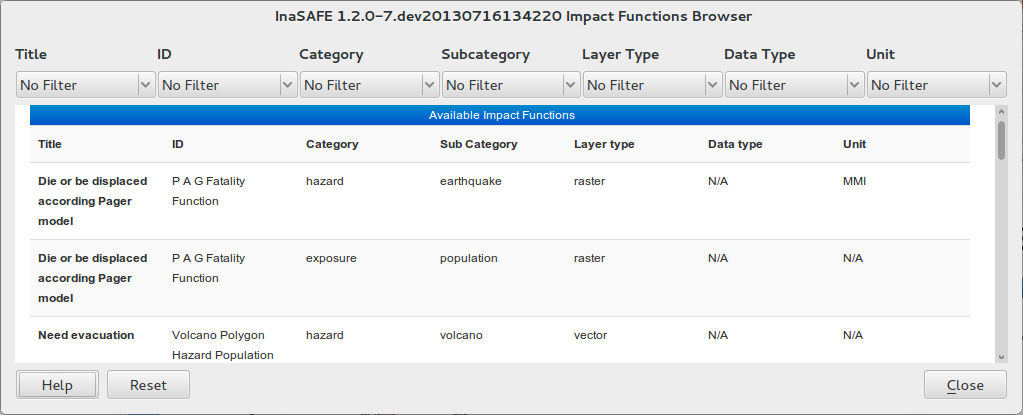 InaSAFE 1.2.0-7.dev20130716134220 Impact Functions Browser
Title ID Category Subcategory Layer Type Data Type Unit
No Filter No Filter No Filter No Filter No Filter No Filter No Filter
Available Impact Functions
Title ID Category Sub Category Layer type Data type Unit
Die or be displaced P A G Fatality hazard earthquake raster N/A MMI
according Pager Function
model
Die or be displaced P A G Fatality exposure population raster N/A N/A
according Pager Function
model
Need evacuation Volcano Polygon hazard volcano vector N/A N/A
Hazard Population
Help Reset Close